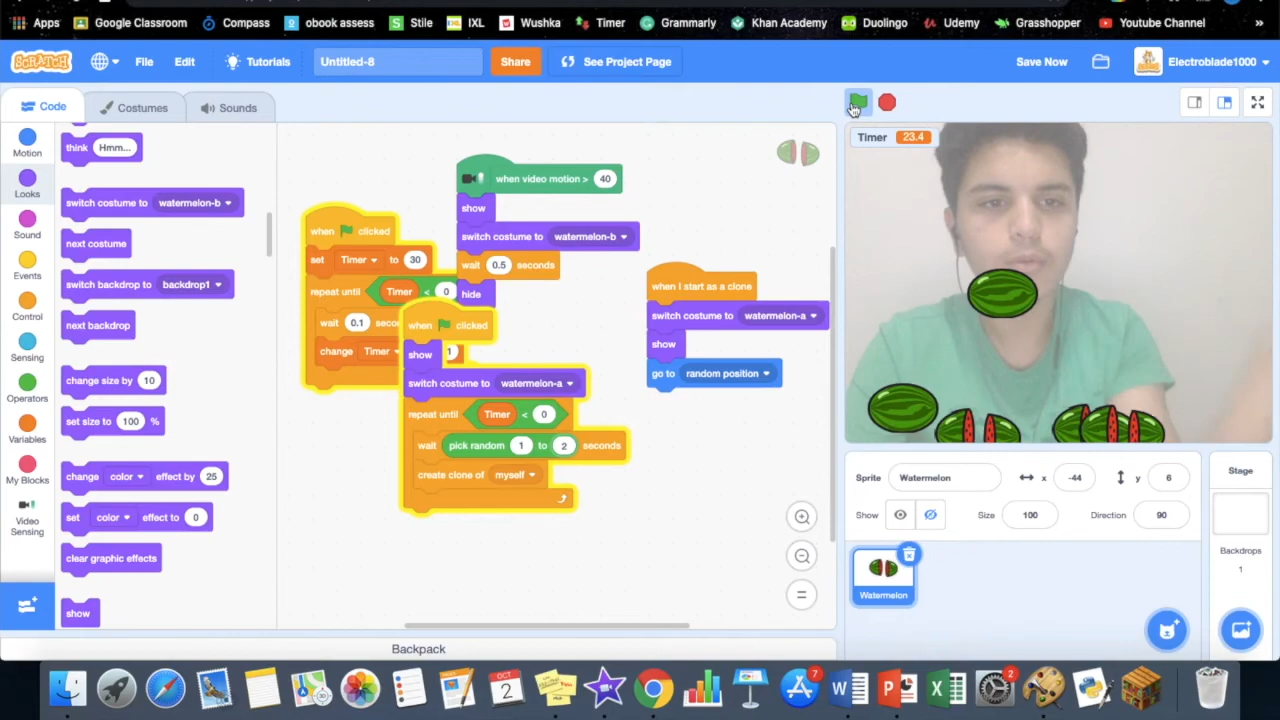 Apps Google Classroom Compass obook assess Stile IXL Wushka Timer Grammarly Khan Academy Duolingo Udemy Grasshopper YouTube Channel »
SCRATCH File Edit Tutorials Untitled-8 Share See Project Page Save Now Electroblade1000
Code Costumes Sounds
Motion
Looks
Sound
Events
Control
Sensing
Operators
Variables
My Blocks
Video
Sensing
think Hmm...
switch costume to watermelon-b
next costume
switch backdrop to backdrop1
next backdrop
change size by 10
set size to 100 %
change color effect by 25
set color effect to 0
clear graphic effects
show
when clicked
set Timer to 30
repeat until Timer < 0
wait 0.1
change Timer 1
when video motion > 40
show
switch costume to watermelon-b
wait 0.5 seconds
hide
when clicked
show
switch costume to watermelon-a
repeat until Timer < 0
wait pick random 1 to 2 seconds
create clone of myself
when I start as a clone
switch costume to watermelon-a
show
go to random position
Timer 23.4
Sprite Watermelon x -44 y 6
Show Size 100 Direction 90
Watermelon
Stage
Backdrops
1
Backpack
OCT
2
7
2